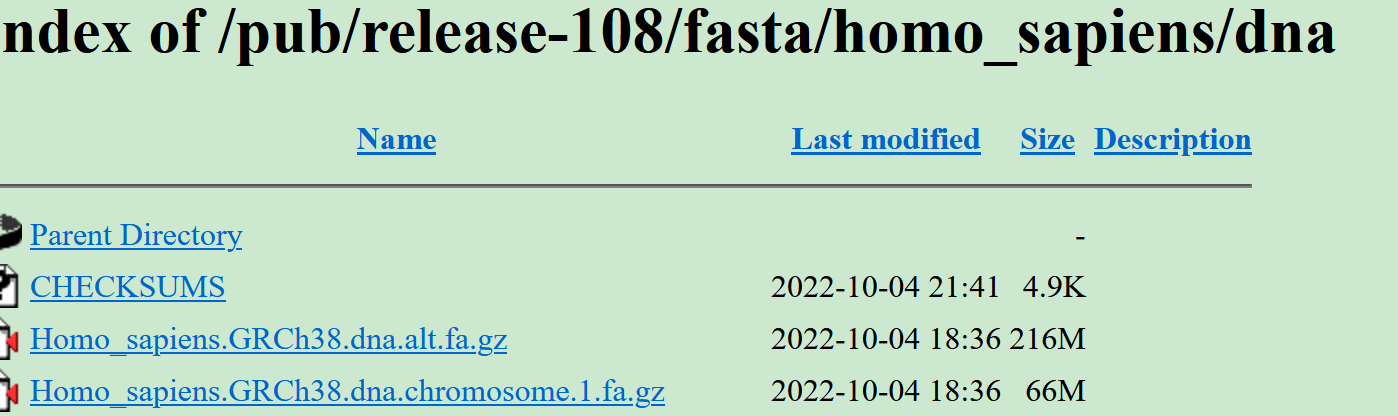 ndex of /pub/release-108/fasta/homo_sapiens/dna
Name Last modified Size Description
Parent Directory -
CHECKSUMS 2022-10-04 21:41 4.9K
Homo_sapiens.GRCh38.dna.alt.fa.gz 2022-10-04 18:36 216M
Homo_sapiens.GRCh38.dna.chromosome.1.fa.gz 2022-10-04 18:36 66M